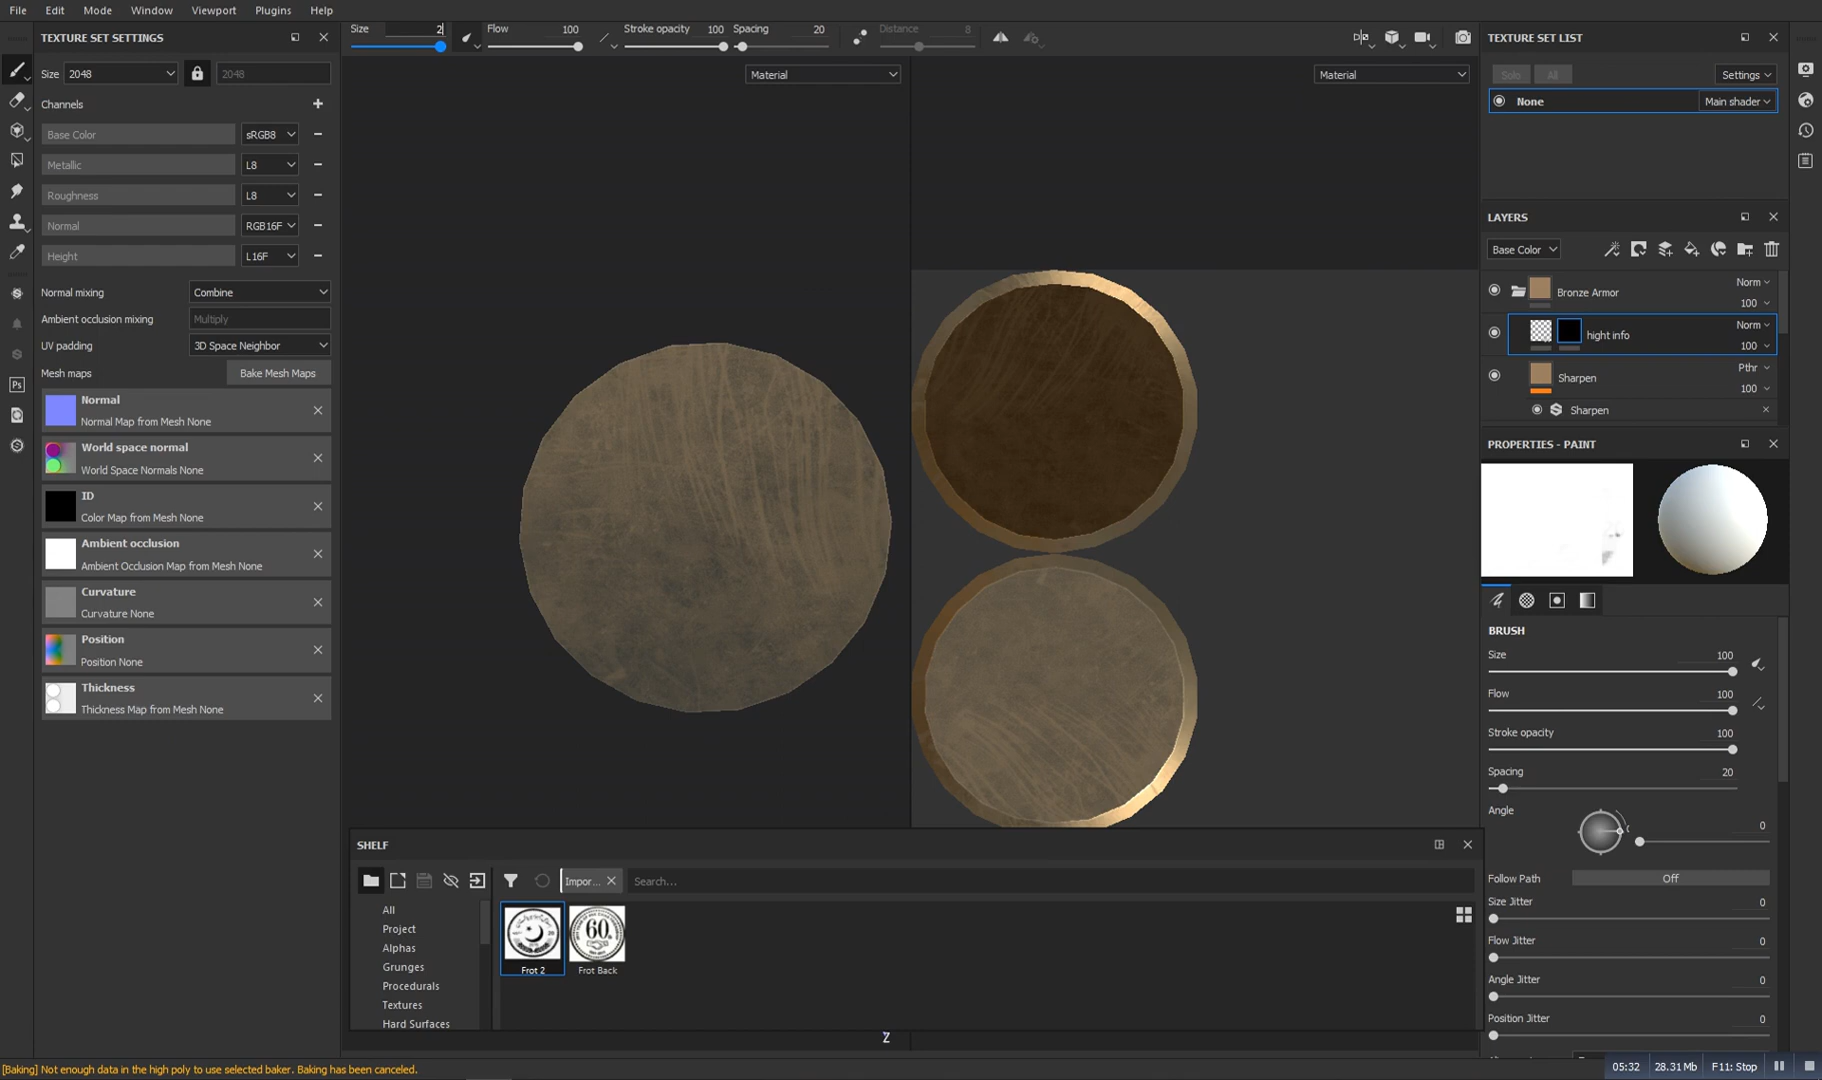 File Edit Mode Window Viewport Plugins Help
TEXTURE SET SETTINGS
Size 2048 2048
Channels
Base Color sRGB8
Metallic L8
Roughness L8
Normal RGB16F
Height L16F
Normal mixing Combine
Ambient occlusion mixing Multiply
UV padding 3D Space Neighbor
Mesh maps Bake Mesh Maps
Normal
Normal Map from Mesh None
World space normal
World Space Normals None
ID
Color Map from Mesh None
Ambient occlusion
Ambient Occlusion Map from Mesh None
Curvature
Curvature None
Position
Position None
Thickness
Thickness Map from Mesh None
[Baking] Not enough data in the high poly to use selected baker. Baking has been canceled.
Size 2 Flow 100 Stroke opacity 100 Spacing 20 Distance 8
Material
Material
Ps
SHELF
Impor... Search...
All
Project
Alphas
Grunges
Procedurals
Textures
Hard Surfaces
60
Frot 2
Frot Back
Z
TEXTURE SET LIST
Solo All Settings
None Main shader
LAYERS
Base Color
Bronze Armor Norm 100
hight info Norm 100
Sharpen Pthr 100
Sharpen
PROPERTIES - PAINT
BRUSH
Size 100
Flow 100
Stroke opacity 100
Spacing 20
Angle 0
Follow Path Off
Size Jitter 0
Flow Jitter 0
Angle Jitter 0
Position Jitter 0
05:32 28.31 Mb F11: Stop